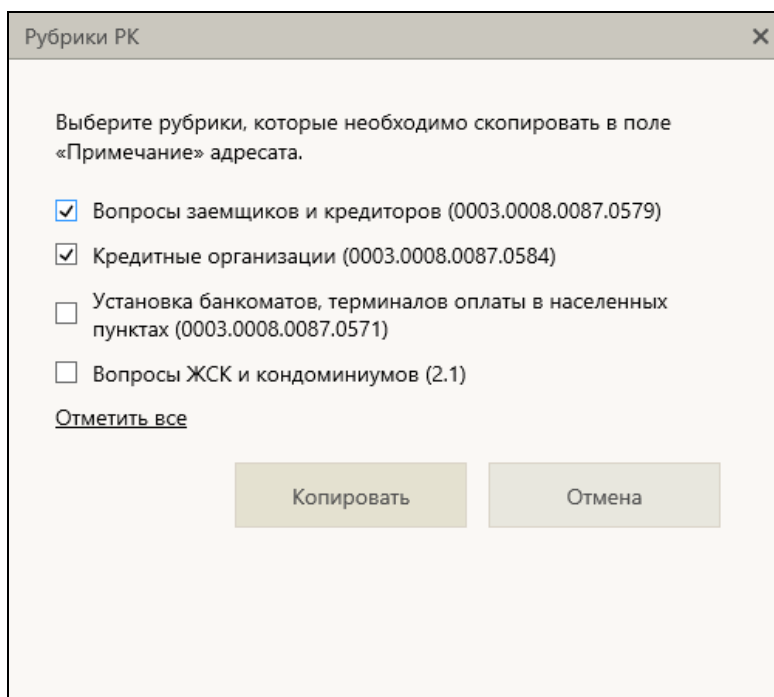 Рубрики РК
Выберите рубрики, которые необходимо скопировать в поле
«Примечание» адресата.
Вопросы заемщиков и кредиторов (0003.0008.0087.0579)
Кредитные организации (0003.0008.0087.0584)
Установка банкоматов, терминалов оплаты в населенных
пунктах (0003.0008.0087.0571)
Вопросы ЖСК и кондоминиумов (2.1)
Отметить все
Копировать
Отмена